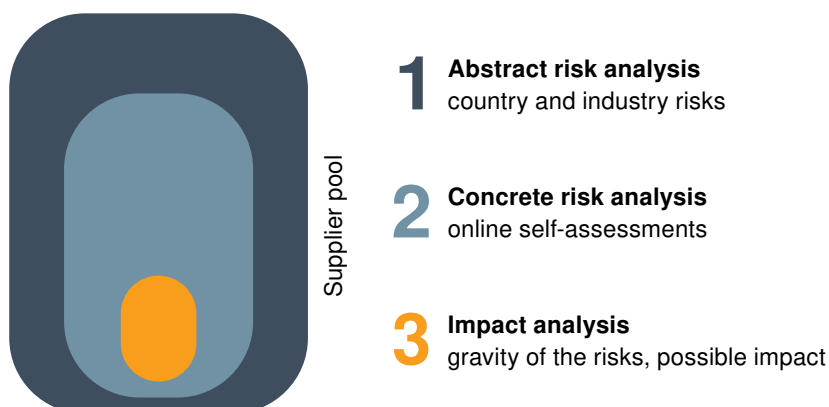 Supplier pool
1
Abstract risk analysis
country and industry risks
2
Concrete risk analysis
online self-assessments
3
Impact analysis
gravity of the risks, possible impact